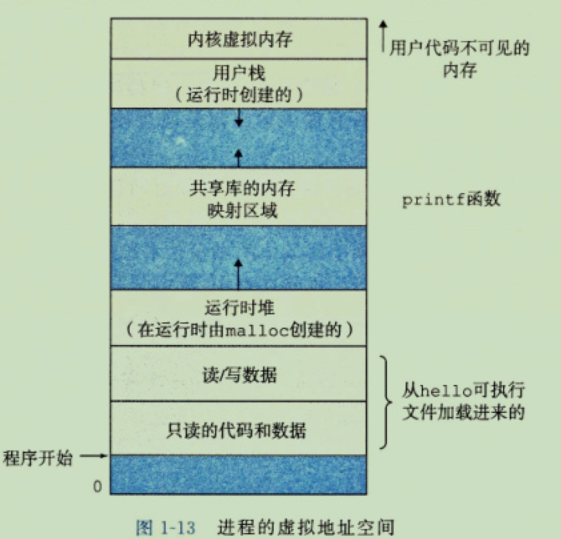 内核虚拟内存
用户代码不可见的
内存
用户栈
（运行时创建的）
共享库的内存
映射区域
printf函数
运行时堆
（在运行时由malloc创建的）
读/写数据
从hello可执行
文件加载进来的
只读的代码和数据
程序开始
0
图 1-13 进程的虚拟地址空间